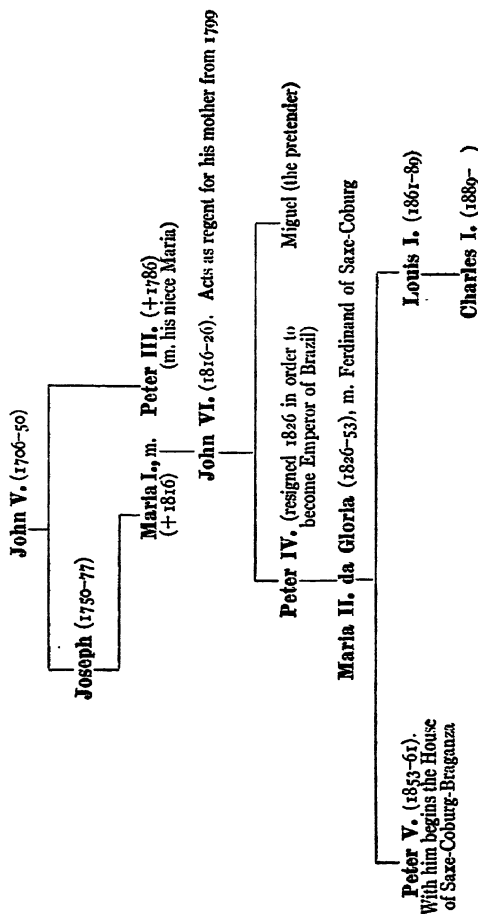 John V. (1706-50)
Joseph (1750-77)
Maria I., m. Peter III. (+1786)
(+1816) (m. his niece Maria)
John VI. (1816-26). Acts as regent for his mother from 1799
Peter IV. (resigned 1826 in order to
become Emperor of Brazil)
Miguel (the pretender)
Maria II. da Gloria (1826-53), m. Ferdinand of Saxe-Coburg
Peter V. (1853-61).
With him begins the House
of Saxe-Coburg-Braganza
Louis I. (1861-89)
Charles I. (1889- )